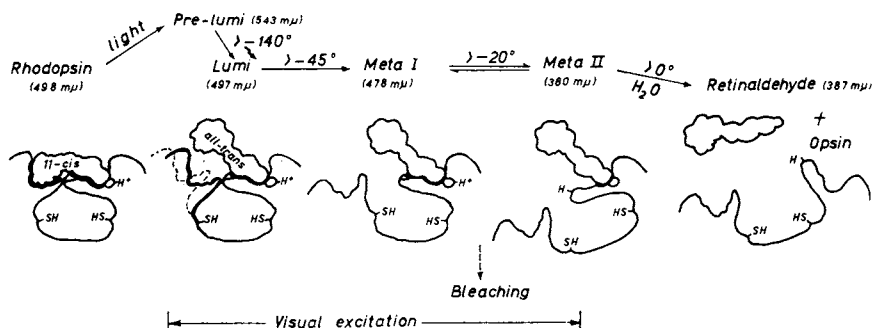 light
Pre-lumi (543 mμ)
λ-140°
Rhodopsin
(498 mμ)
Lumi
(497 mμ)
λ-45°
Meta I
(478 mμ)
λ-20°
Meta II
(380 mμ)
λ0°
H₂O
Retinaldehyde (387 mμ)
+
Opsin
11-cis
H⁺
SH
HS
all-trans
H⁺
SH
HS
H⁺
SH
HS
H
H⁺
SH
HS
H
SH
HS
Bleaching
Visual excitation